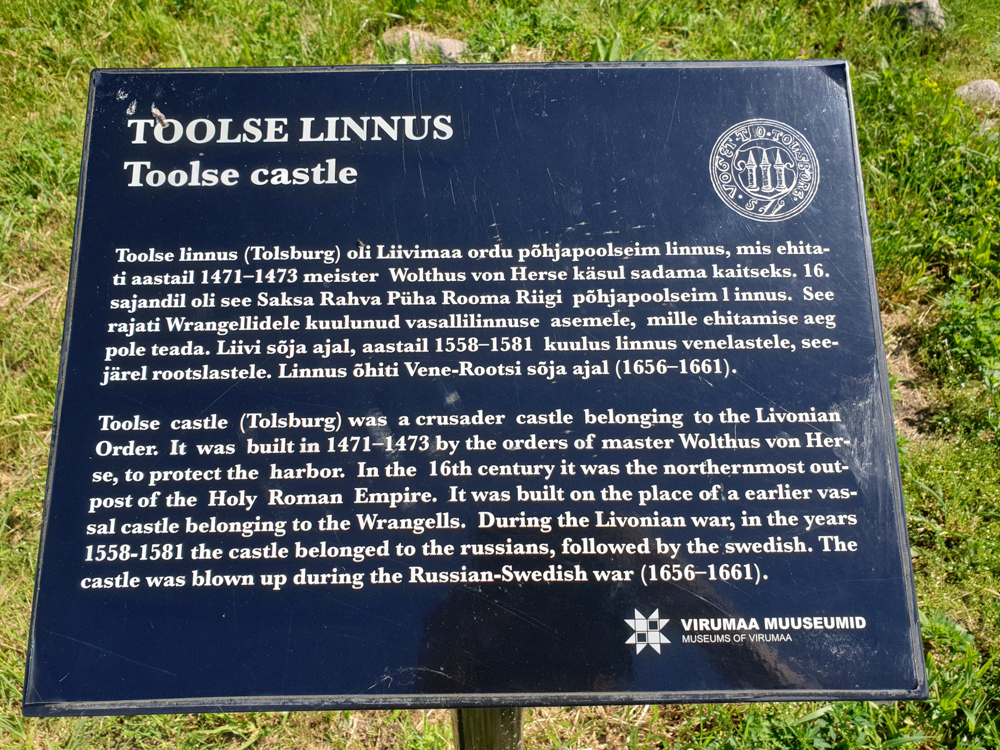 TOOLSE LINNUS
Toolse castle
S · VOGET · TO · TOLLSBURG ·
Toolse linnus (Tolsburg) oli Liivimaa ordu põhjapoolseim linnus, mis ehita-
ti aastail 1471–1473 meister Wolthus von Herse käsul sadama kaitseks. 16.
sajandil oli see Saksa Rahva Püha Rooma Riigi põhjapoolseim l innus. See
rajati Wrangellidele kuulunud vasallilinnuse asemele, mille ehitamise aeg
pole teada. Liivi sõja ajal, aastail 1558–1581 kuulus linnus venelastele, see-
järel rootslastele. Linnus õhiti Vene-Rootsi sõja ajal (1656–1661).
Toolse castle (Tolsburg) was a crusader castle belonging to the Livonian
Order. It was built in 1471–1473 by the orders of master Wolthus von Her-
se, to protect the harbor. In the 16th century it was the northernmost out-
post of the Holy Roman Empire. It was built on the place of a earlier vas-
sal castle belonging to the Wrangells. During the Livonian war, in the years
1558-1581 the castle belonged to the russians, followed by the swedish. The
castle was blown up during the Russian-Swedish war (1656–1661).
VIRUMAA MUUSEUMID
MUSEUMS OF VIRUMAA